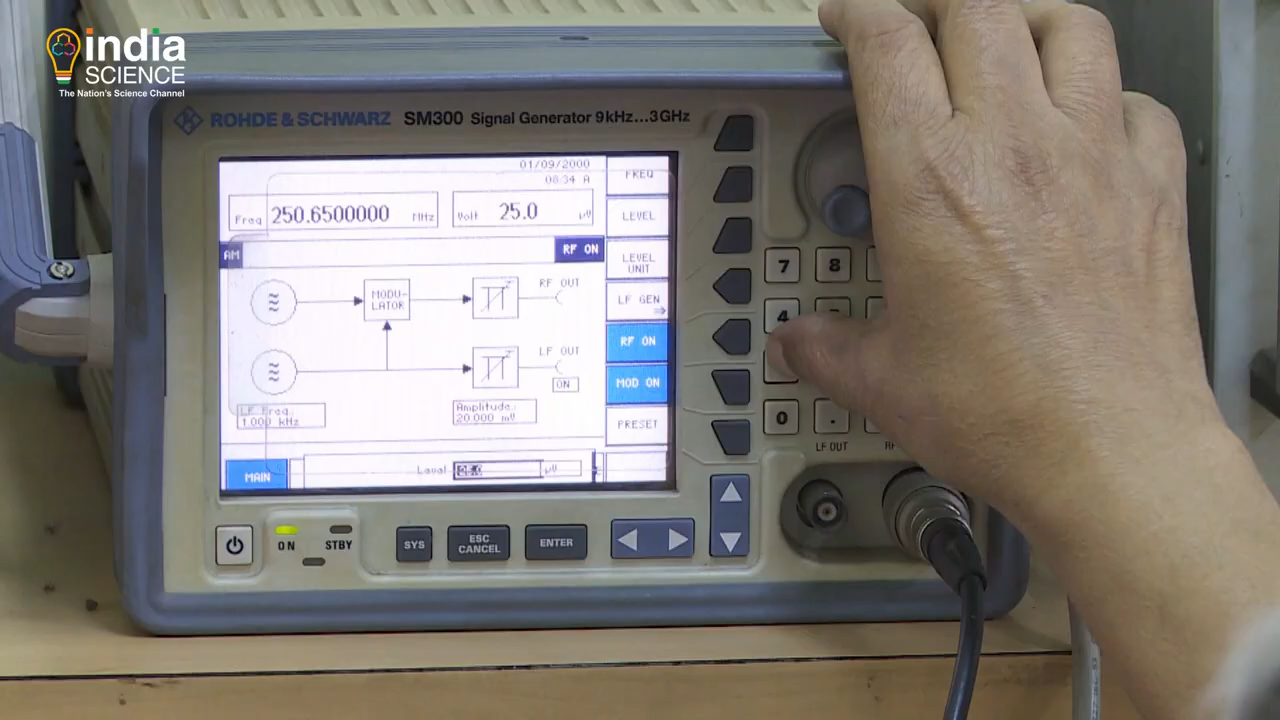 india
SCIENCE
The Nation's Science Channel
ROHDE & SCHWARZ SM300 Signal Generator 9kHz...3GHz
01/09/2000
08:34 A
Freq 250.6500000 MHz
Volt 25.0 µV
AM
RF ON
FREQ
LEVEL
LEVEL
UNIT
LF GEN
RF ON
MOD ON
PRESET
MODU-
LATOR
RF OUT
LF OUT
ON
LF Freq.
1.000 kHz
Amplitude:
20.000 mV
MAIN
Level 25.0 µV
7 8
4
0 .
LF OUT
ON STBY
SYS
ESC
CANCEL
ENTER